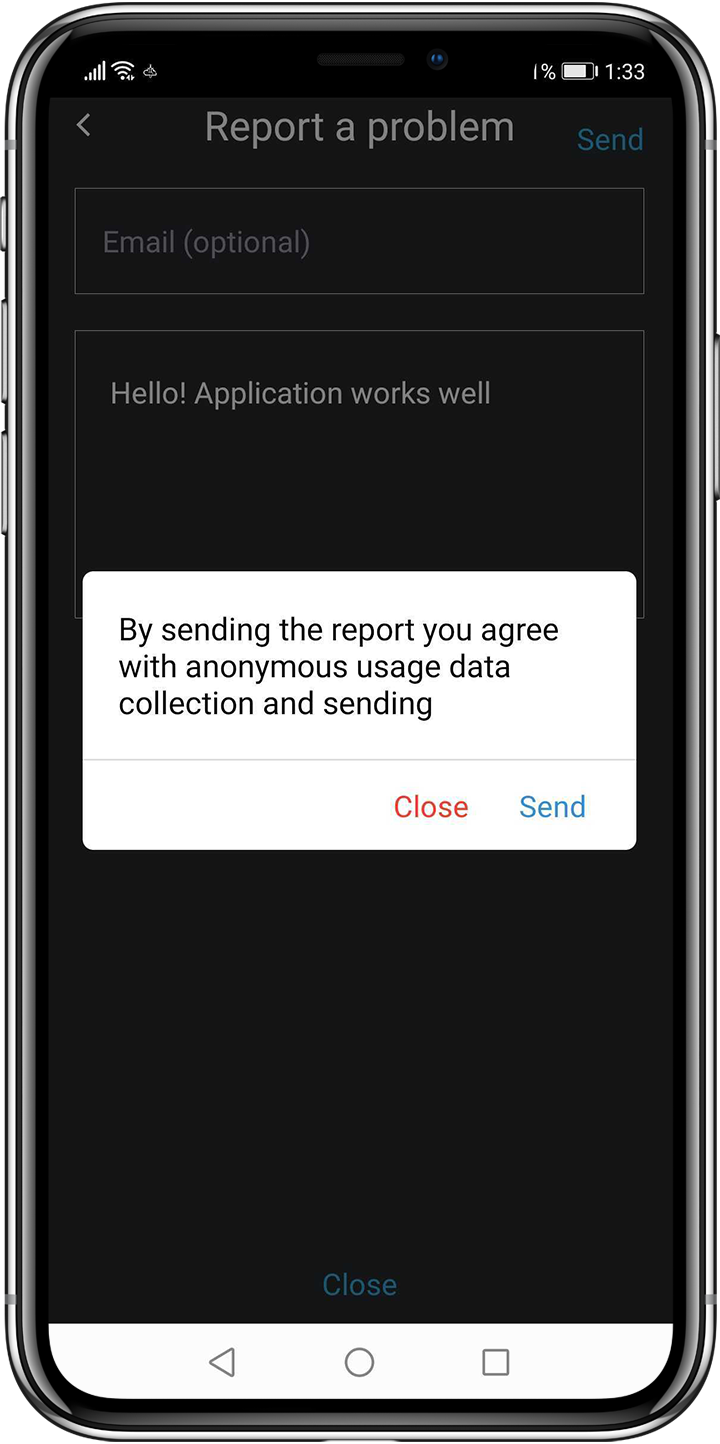 % 1:33
Report a problem
Send
Email (optional)
Hello! Application works well
By sending the report you agree
with anonymous usage data
collection and sending
Close Send
Close